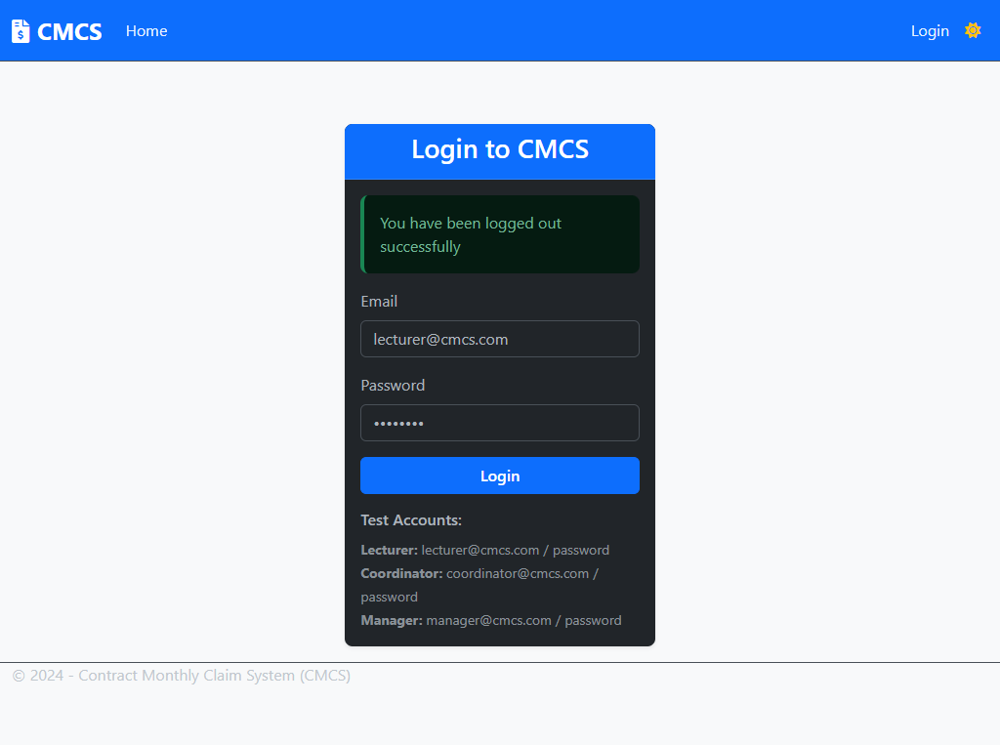 CMCS Home Login
Login to CMCS
You have been logged out
successfully
Email
lecturer@cmcs.com
Password
••••••••
Login
Test Accounts:
Lecturer: lecturer@cmcs.com / password
Coordinator: coordinator@cmcs.com /
password
Manager: manager@cmcs.com / password
© 2024 - Contract Monthly Claim System (CMCS)